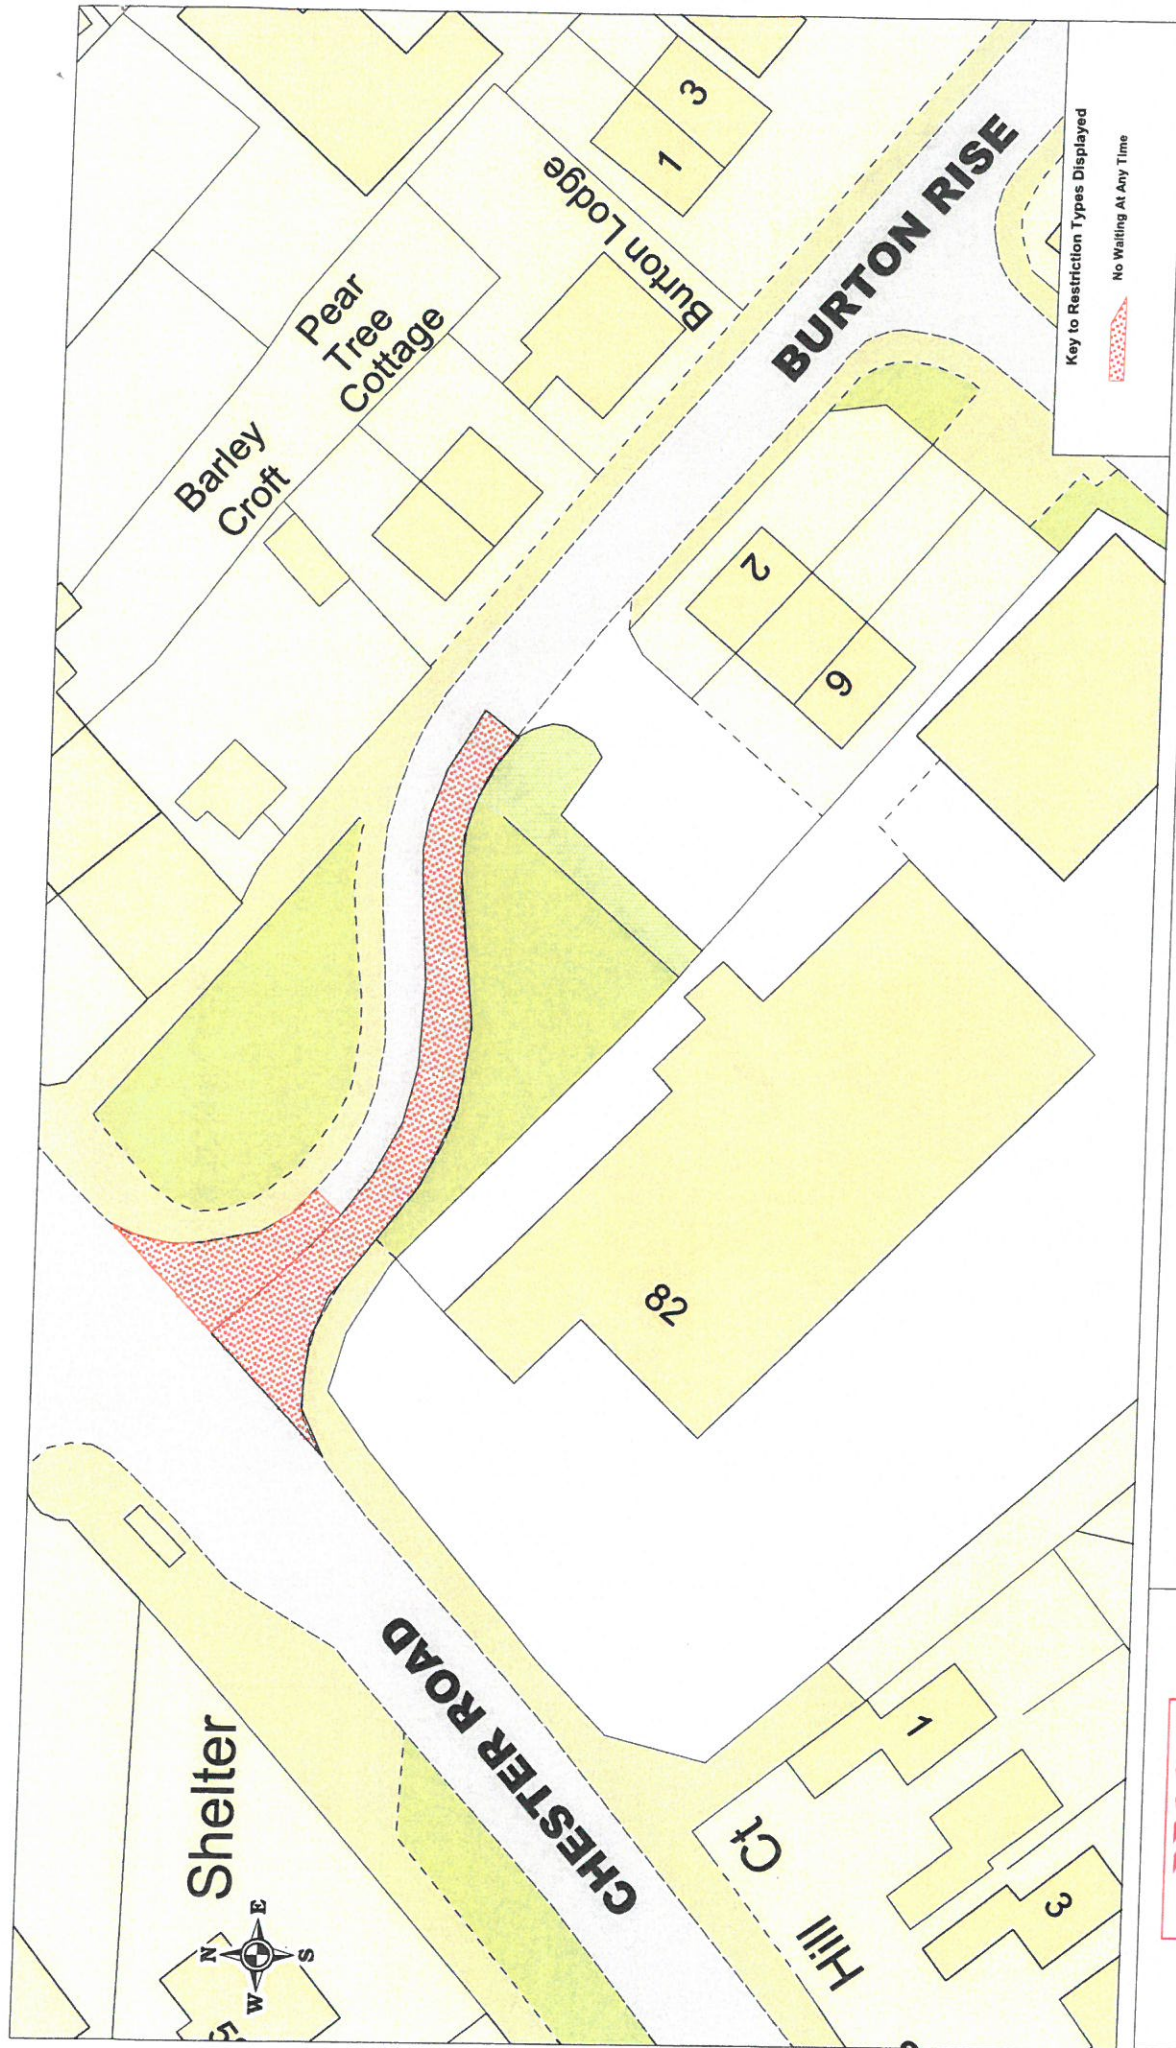 Barley
Croft
Pear
Tree
Cottage
Burton Lodge
1
3
BURTON RISE
2
6
82
Shelter
CHESTER ROAD
N
E
S
W
Hill
Ct
1
3
Key to Restriction Types Displayed
No Waiting At Any Time